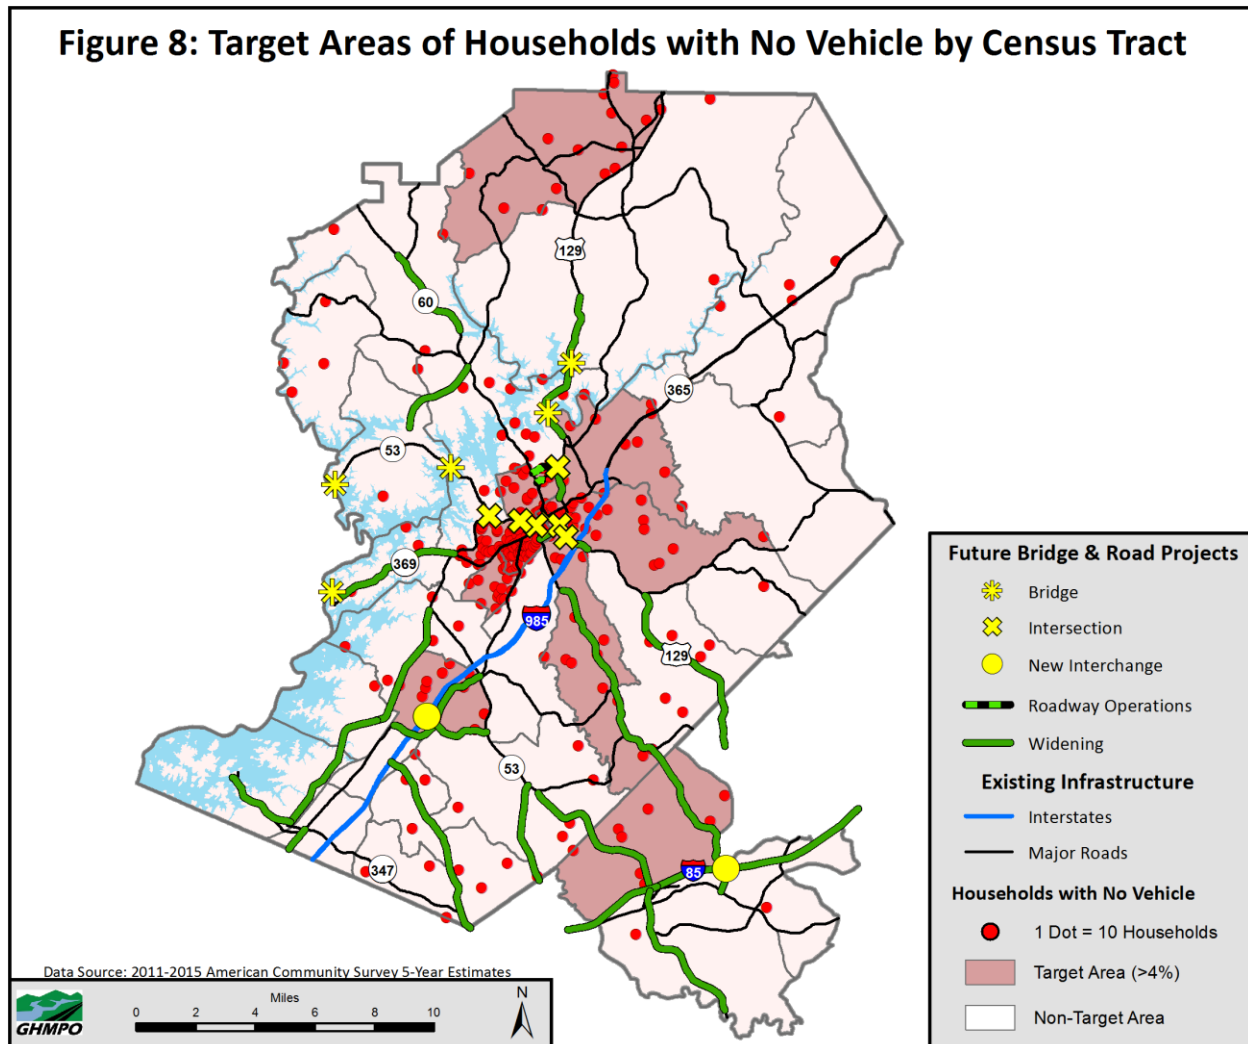 Figure 8: Target Areas of Households with No Vehicle by Census Tract
129
60
365
53
369
985
129
53
347
85
Future Bridge & Road Projects
Bridge
Intersection
New Interchange
Roadway Operations
Widening
Existing Infrastructure
Interstates
Major Roads
Households with No Vehicle
1 Dot = 10 Households
Target Area (>4%)
Non-Target Area
Data Source: 2011-2015 American Community Survey 5-Year Estimates
GHMPO
Miles
0 2 4 6 8 10
N